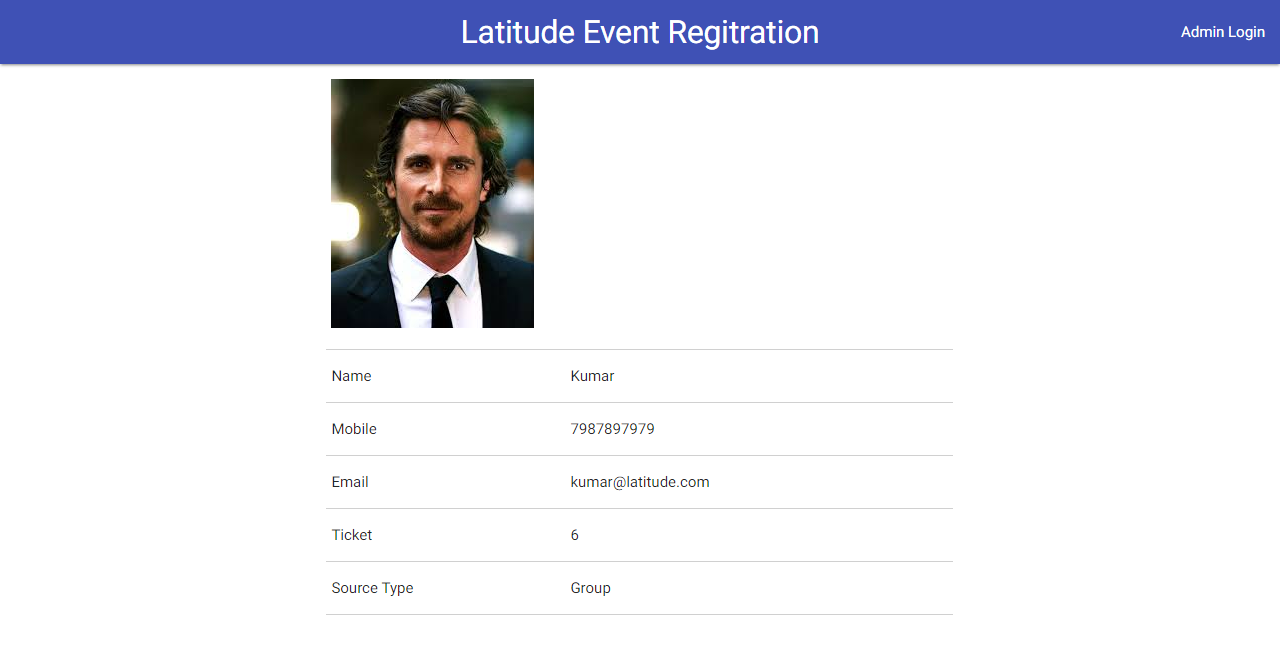 Latitude Event Regitration
Admin Login
Name Kumar
Mobile 7987897979
Email kumar@latitude.com
Ticket 6
Source Type Group